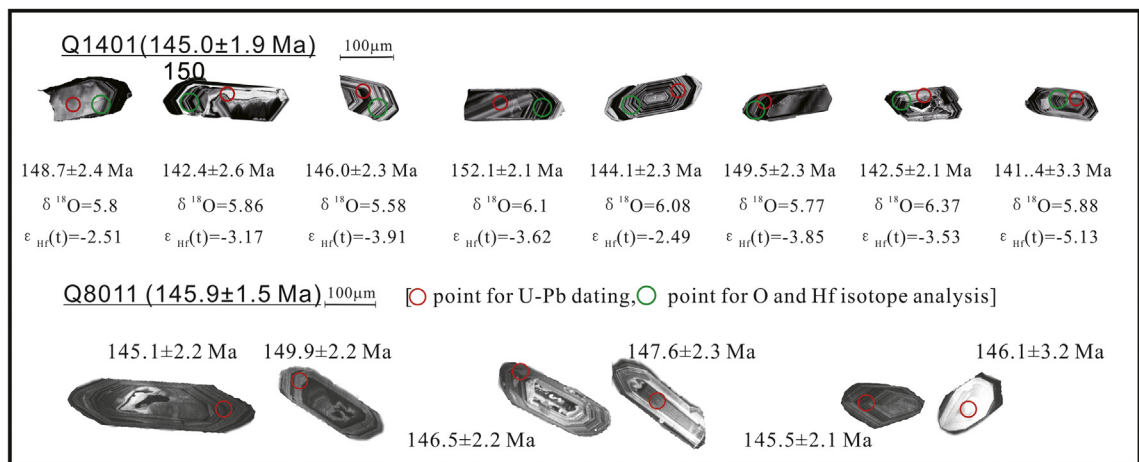 Q1401(145.0±1.9 Ma) 100μm
150
148.7±2.4 Ma 142.4±2.6 Ma 146.0±2.3 Ma 152.1±2.1 Ma 144.1±2.3 Ma 149.5±2.3 Ma 142.5±2.1 Ma 141..4±3.3 Ma
δ ¹⁸O=5.8 δ ¹⁸O=5.86 δ ¹⁸O=5.58 δ ¹⁸O=6.1 δ ¹⁸O=6.08 δ ¹⁸O=5.77 δ ¹⁸O=6.37 δ ¹⁸O=5.88
ε Hf(t)=-2.51 ε Hf(t)=-3.17 ε Hf(t)=-3.91 ε Hf(t)=-3.62 ε Hf(t)=-2.49 ε Hf(t)=-3.85 ε Hf(t)=-3.53 ε Hf(t)=-5.13
Q8011 (145.9±1.5 Ma) 100μm [○ point for U-Pb dating,○ point for O and Hf isotope analysis]
145.1±2.2 Ma 149.9±2.2 Ma 147.6±2.3 Ma 146.1±3.2 Ma
146.5±2.2 Ma 145.5±2.1 Ma